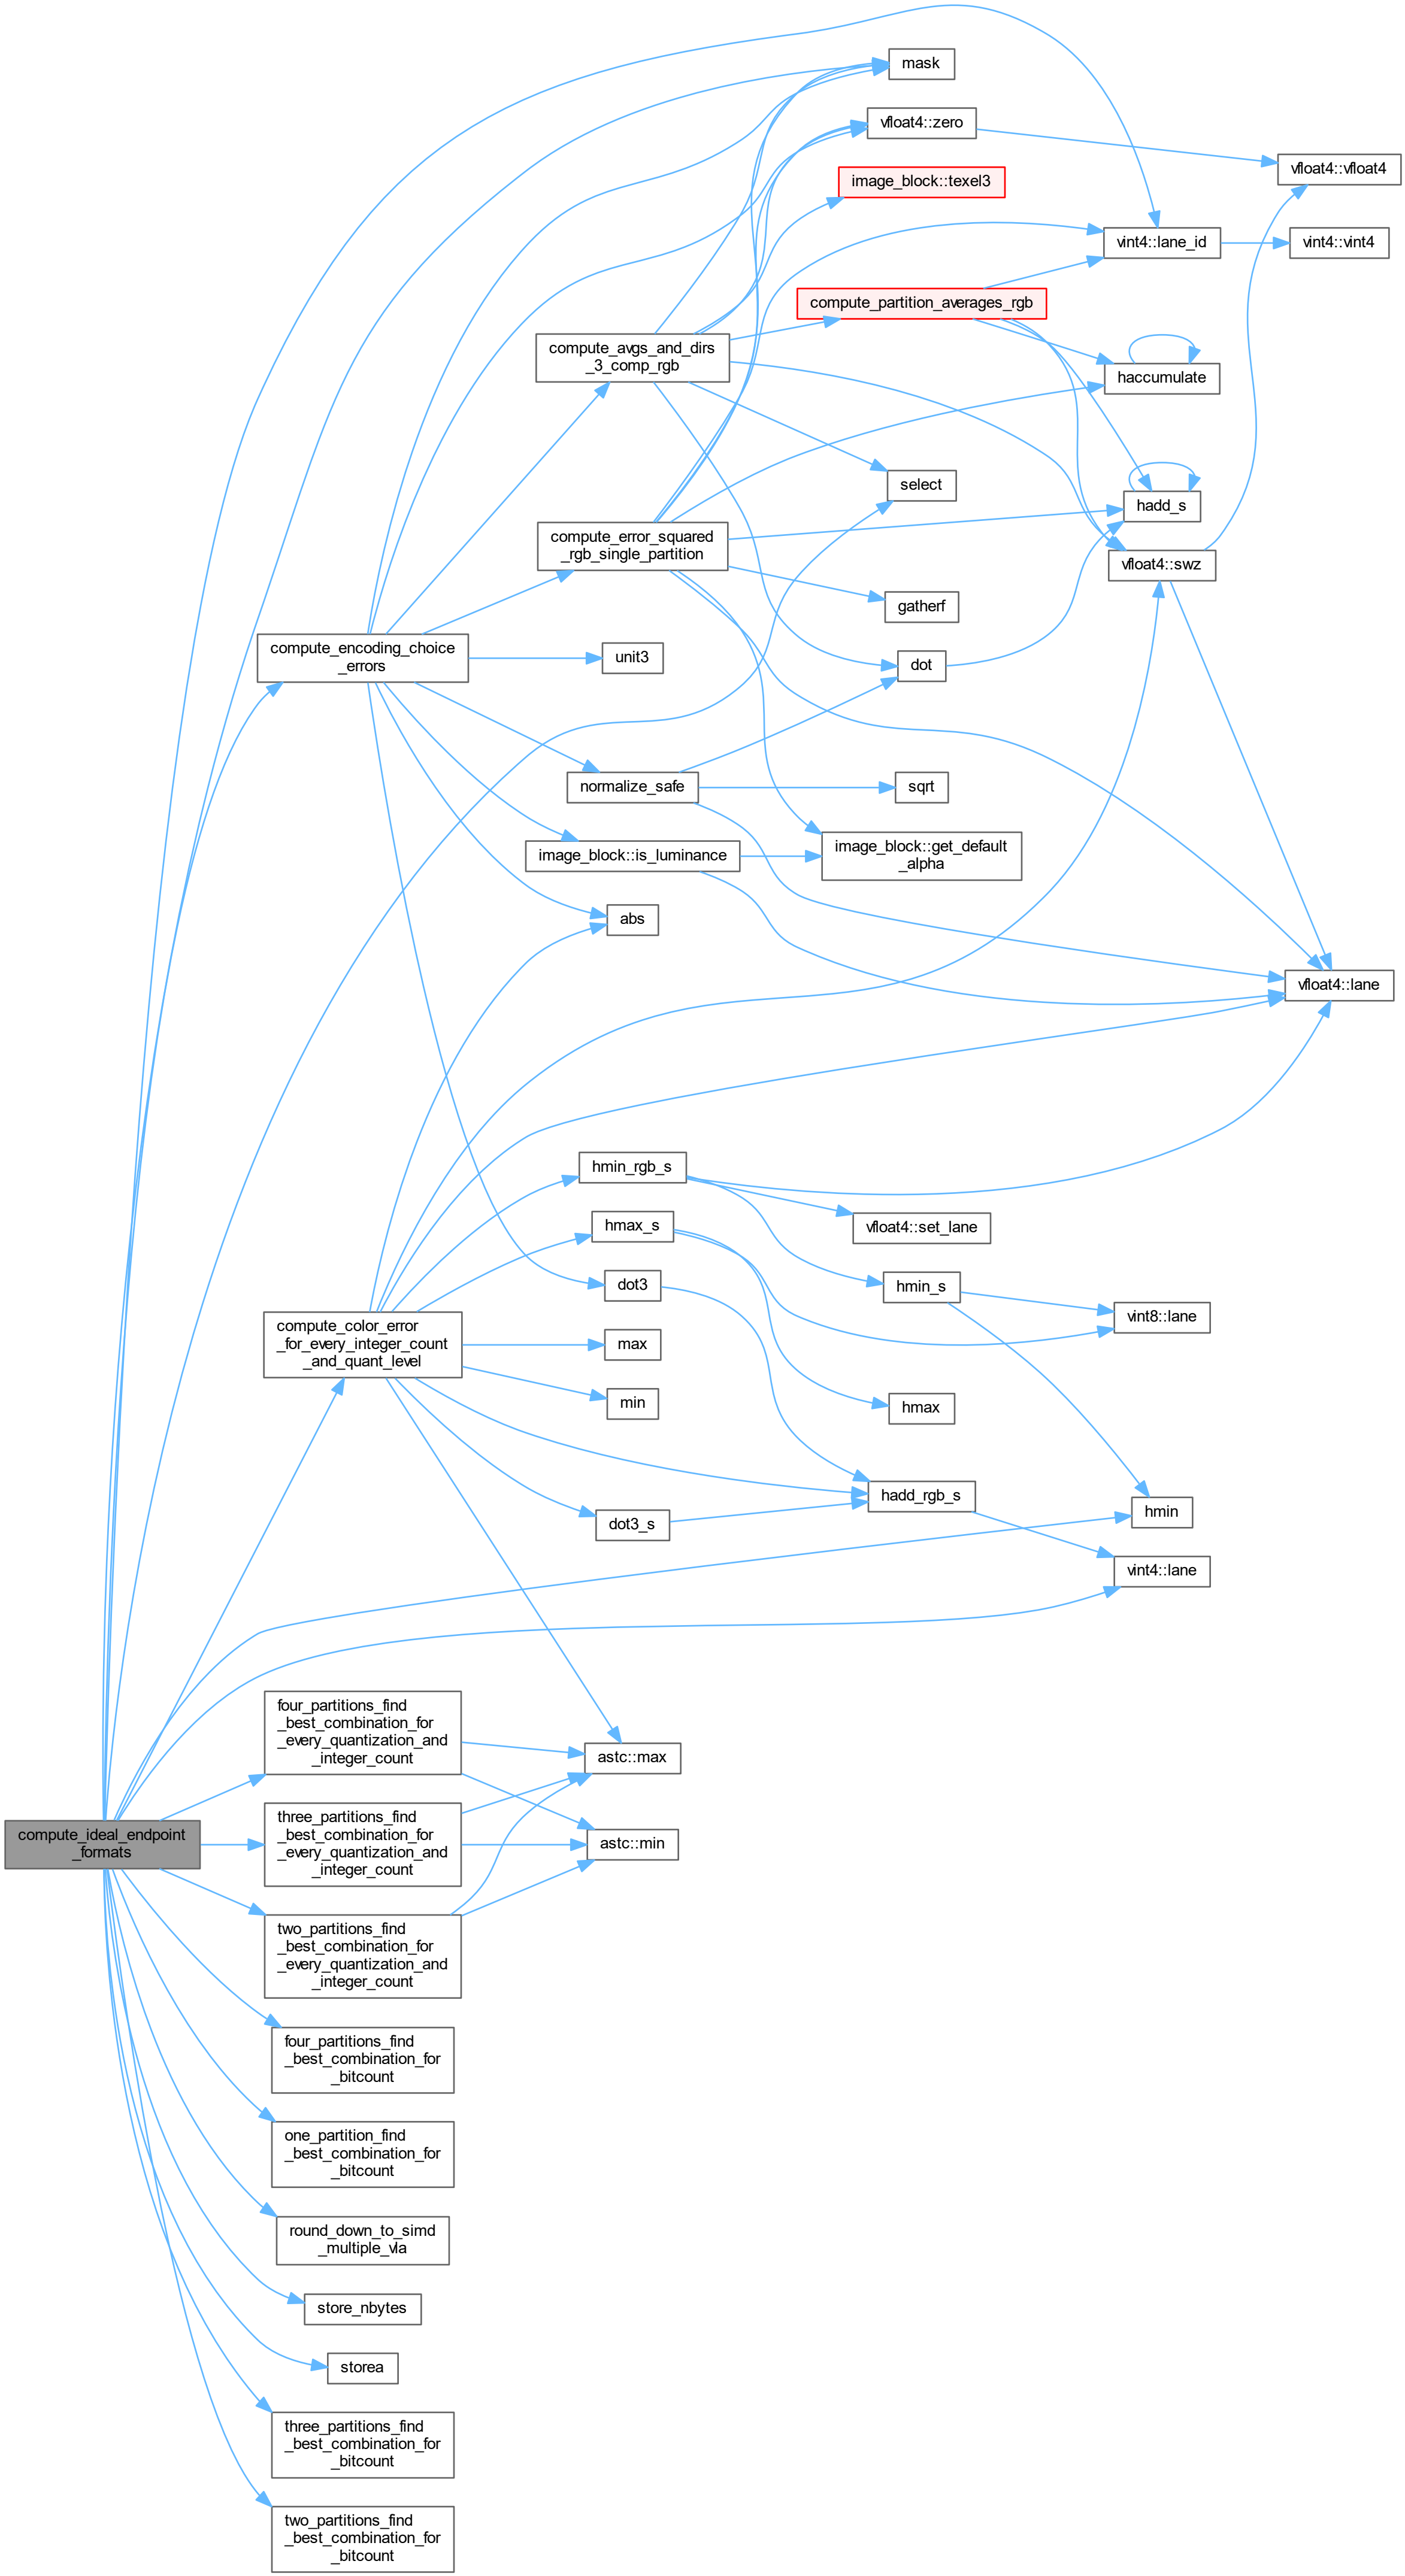 mask
vfloat4::zero
vfloat4::vfloat4
image_block::texel3
vint4::lane_id
vint4::vint4
compute_partition_averages_rgb
compute_avgs_and_dirs
_3_comp_rgb
haccumulate
select
hadd_s
compute_error_squared
_rgb_single_partition
vfloat4::swz
gatherf
compute_encoding_choice
_errors
unit3
dot
normalize_safe
sqrt
image_block::is_luminance
image_block::get_default
_alpha
abs
vfloat4::lane
hmin_rgb_s
hmax_s
vfloat4::set_lane
dot3
hmin_s
vint8::lane
compute_color_error
_for_every_integer_count
_and_quant_level
max
min
hmax
hadd_rgb_s
hmin
dot3_s
vint4::lane
four_partitions_find
_best_combination_for
_every_quantization_and
_integer_count
astc::max
compute_ideal_endpoint
_formats
three_partitions_find
_best_combination_for
_every_quantization_and
_integer_count
astc::min
two_partitions_find
_best_combination_for
_every_quantization_and
_integer_count
four_partitions_find
_best_combination_for
_bitcount
one_partition_find
_best_combination_for
_bitcount
round_down_to_simd
_multiple_vla
store_nbytes
storea
three_partitions_find
_best_combination_for
_bitcount
two_partitions_find
_best_combination_for
_bitcount